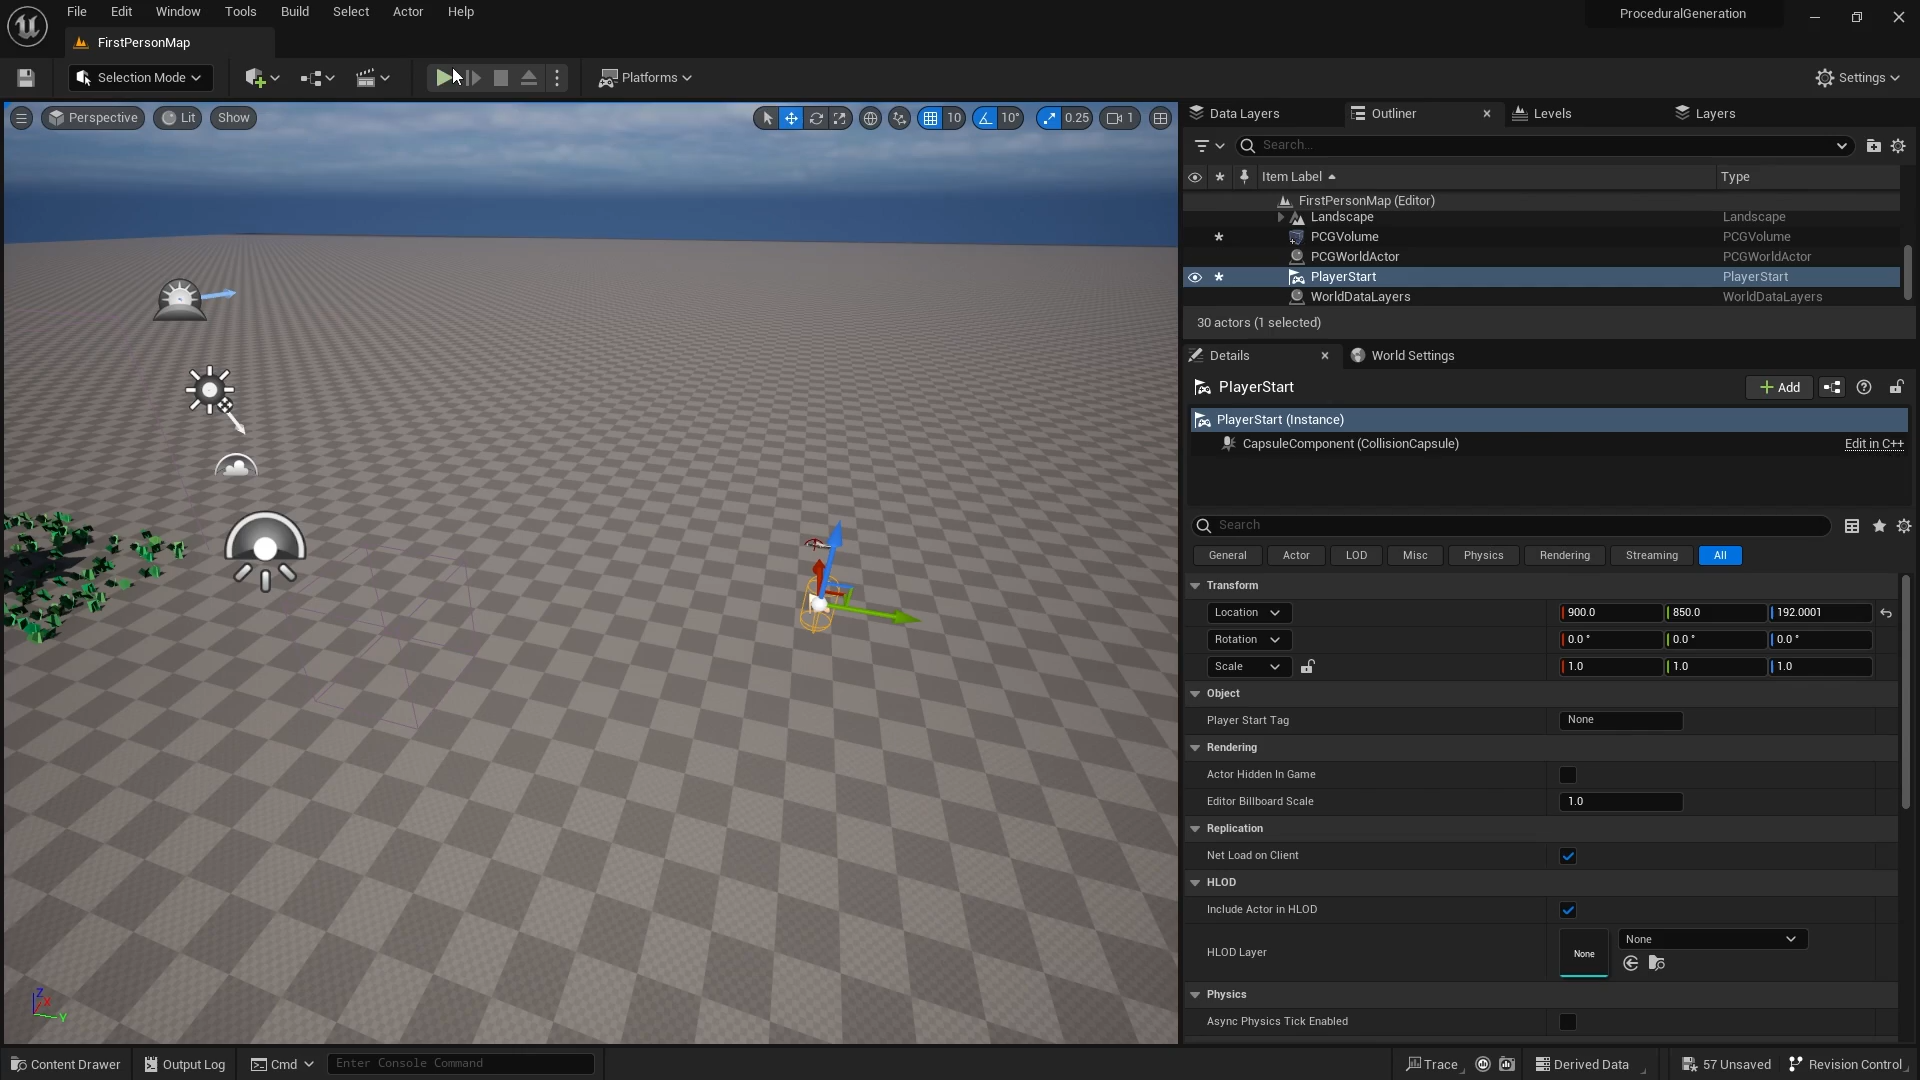 File Edit Window Tools Build Select Actor Help
ProceduralGeneration
FirstPersonMap
Selection Mode
Platforms
Settings
Perspective Lit Show
10 10° 0.25 1
Data Layers Outliner Levels Layers
Search...
Item Label Type
FirstPersonMap (Editor)
Landscape Landscape
PCGVolume PCGVolume
PCGWorldActor PCGWorldActor
PlayerStart PlayerStart
WorldDataLayers WorldDataLayers
30 actors (1 selected)
Details World Settings
PlayerStart
Add
PlayerStart (Instance)
CapsuleComponent (CollisionCapsule) Edit in C++
Search
General Actor LOD Misc Physics Rendering Streaming All
Transform
Location 900.0 850.0 192.0001
Rotation 0.0 ° 0.0 ° 0.0 °
Scale 1.0 1.0 1.0
Object
Player Start Tag None
Rendering
Actor Hidden In Game
Editor Billboard Scale 1.0
Replication
Net Load on Client
HLOD
Include Actor in HLOD
HLOD Layer None None
Physics
Async Physics Tick Enabled
Z X Y
Content Drawer Output Log Cmd Enter Console Command Trace Derived Data 57 Unsaved Revision Control